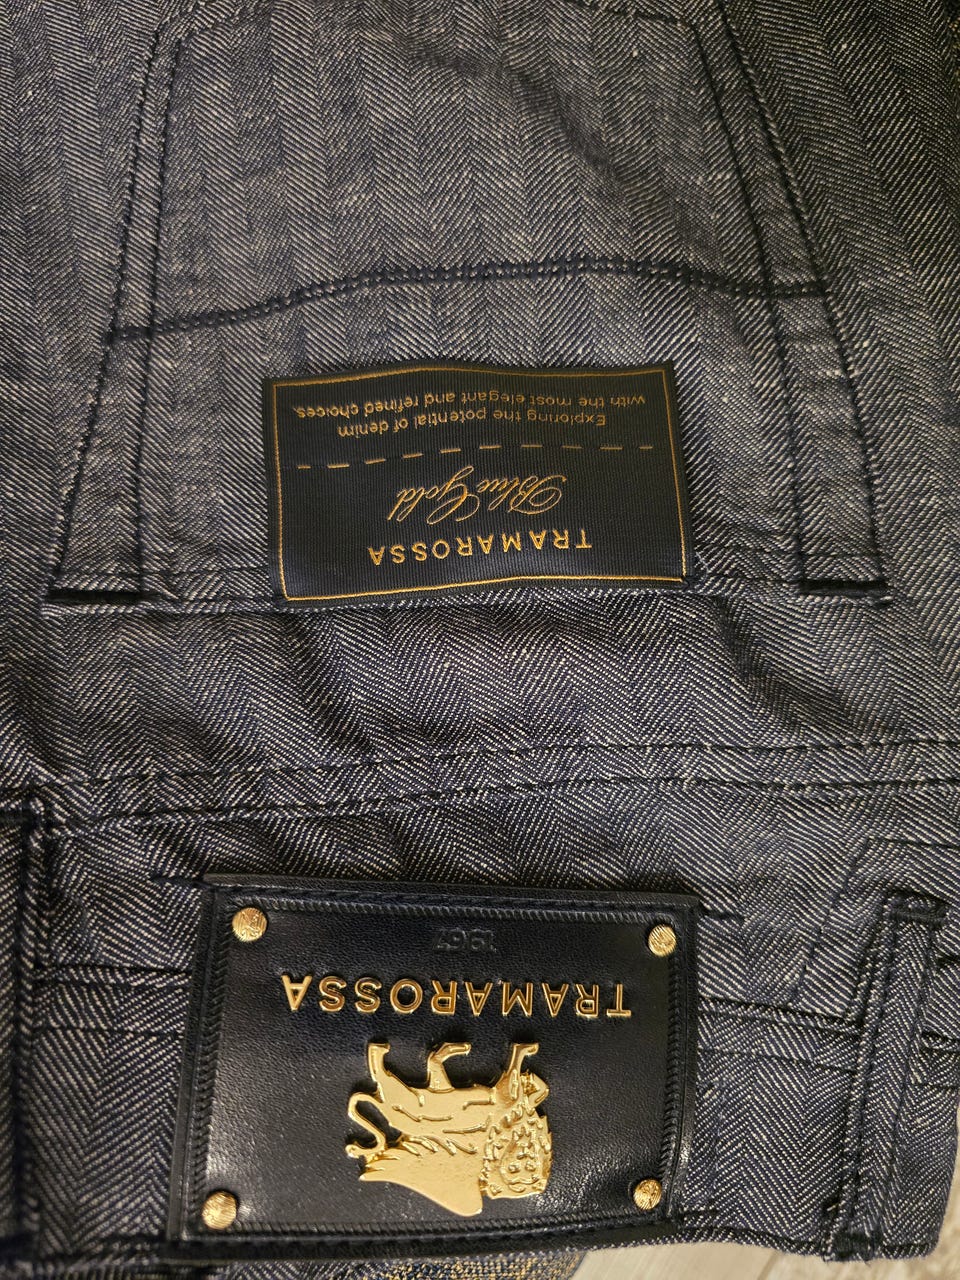 TRAMAROSSA
1967
TRAMAROSSA
Blue Gold
Exploring the potential of denim
with the most elegant and refined choices.